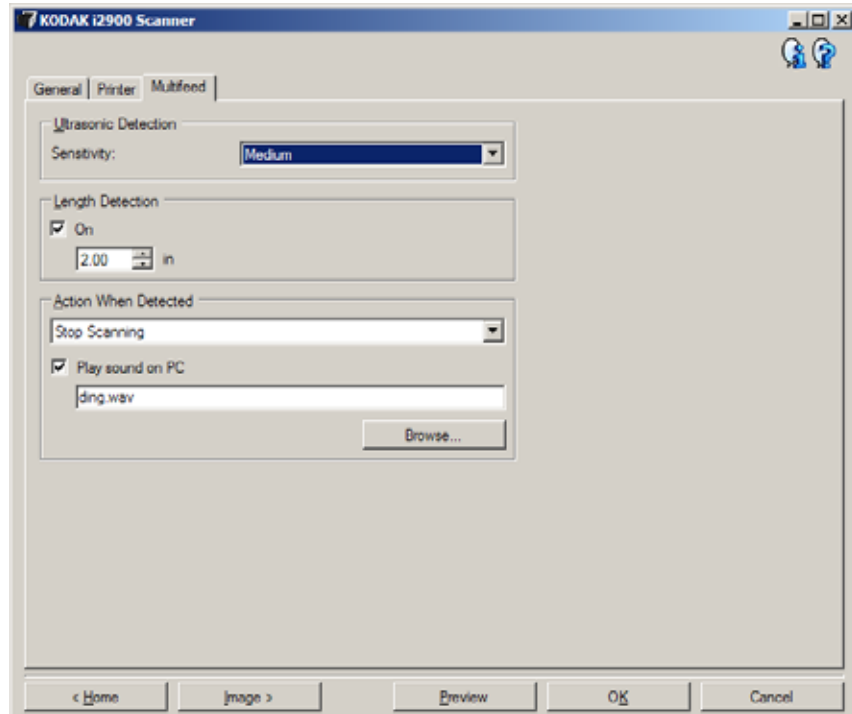 KODAK i2900 Scanner
General Printer Multifeed
Ultrasonic Detection
Sensitivity: Medium
Length Detection
On
2.00 in
Action When Detected
Stop Scanning
Play sound on PC
ding.wav
Browse...
< Home Image > Preview OK Cancel